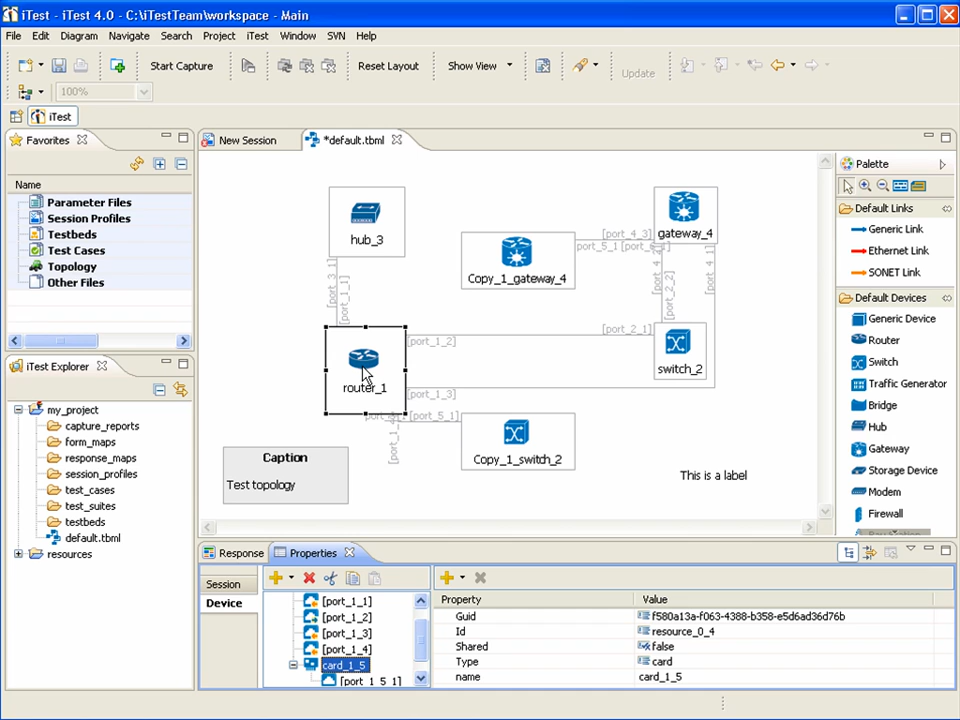 iTest - iTest 4.0 - C:\iTestTeam\workspace - Main
File Edit Diagram Navigate Search Project iTest Window SVN Help
Start Capture Reset Layout Show View Update
100%
iTest
Favorites
Name
Parameter Files
Session Profiles
Testbeds
Test Cases
Topology
Other Files
iTest Explorer
my_project
capture_reports
form_maps
response_maps
session_profiles
test_cases
test_suites
testbeds
default.tbml
resources
New Session *default.tbml
hub_3
gateway_4
Copy_1_gateway_4
[port_4_3]
port_5_1
[port_3_1]
[port_1_1]
[port_2_2]
[port_4_1]
[port_1_2]
[port_2_1]
switch_2
router_1
[port_1_3]
[port_5_1]
Copy_1_switch_2
Caption
Test topology
This is a label
Palette
Default Links
Generic Link
Ethernet Link
SONET Link
Default Devices
Generic Device
Router
Switch
Traffic Generator
Bridge
Hub
Gateway
Storage Device
Modem
Firewall
Response Properties
Session
Device
[port_1_1]
[port_1_2]
[port_1_3]
[port_1_4]
card_1_5
[port_1_5_1]
Property Value
Guid f580a13a-f063-4388-b358-e5d6ad36d76b
Id resource_0_4
Shared false
Type card
name card_1_5